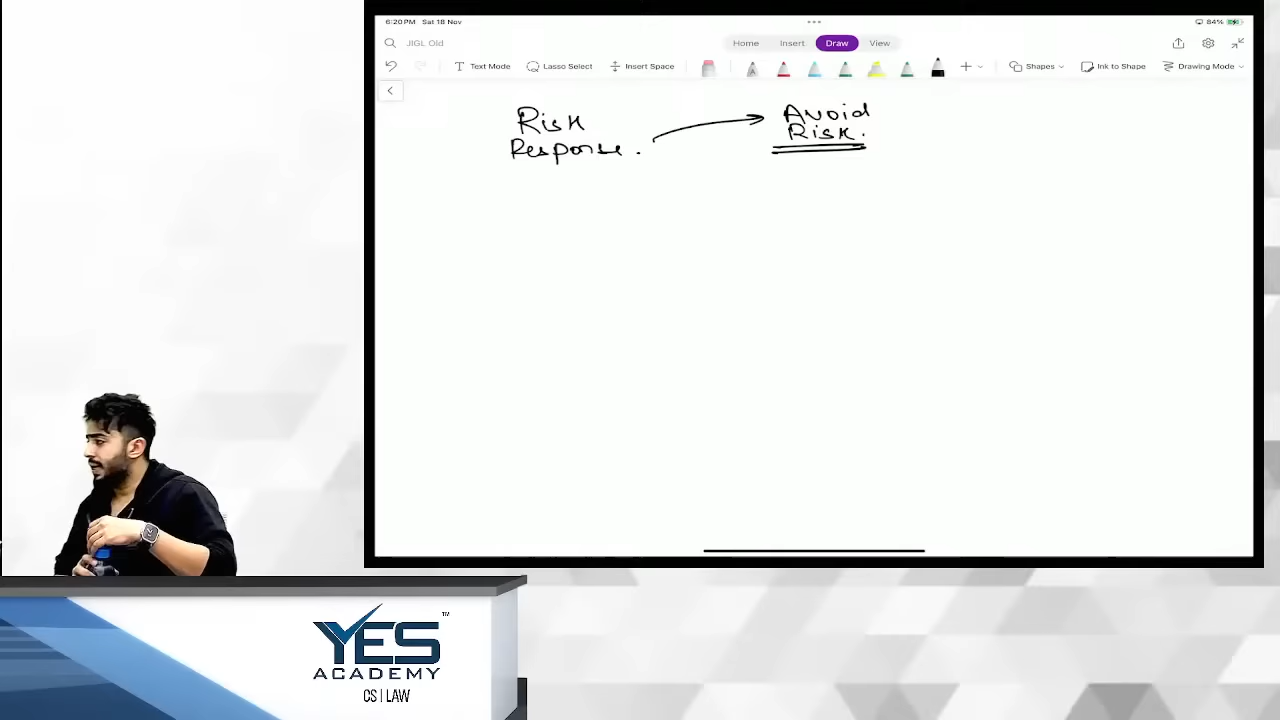 6:20 PM Sat 18 Nov
84%
JIGL Old
Home Insert Draw View
Text Mode Lasso Select Insert Space Shapes Ink to Shape Drawing Mode
Risk
Response.
Avoid
Risk.
YES
TM
ACADEMY
CS | LAW